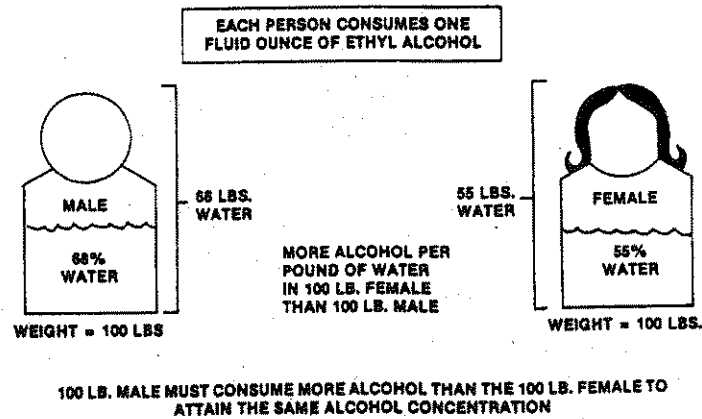 EACH PERSON CONSUMES ONE
FLUID OUNCE OF ETHYL ALCOHOL
MALE
68%
WATER
68 LBS.
WATER
WEIGHT = 100 LBS
MORE ALCOHOL PER
POUND OF WATER
IN 100 LB. FEMALE
THAN 100 LB. MALE
55 LBS.
WATER
FEMALE
55%
WATER
WEIGHT = 100 LBS.
100 LB. MALE MUST CONSUME MORE ALCOHOL THAN THE 100 LB. FEMALE TO
ATTAIN THE SAME ALCOHOL CONCENTRATION